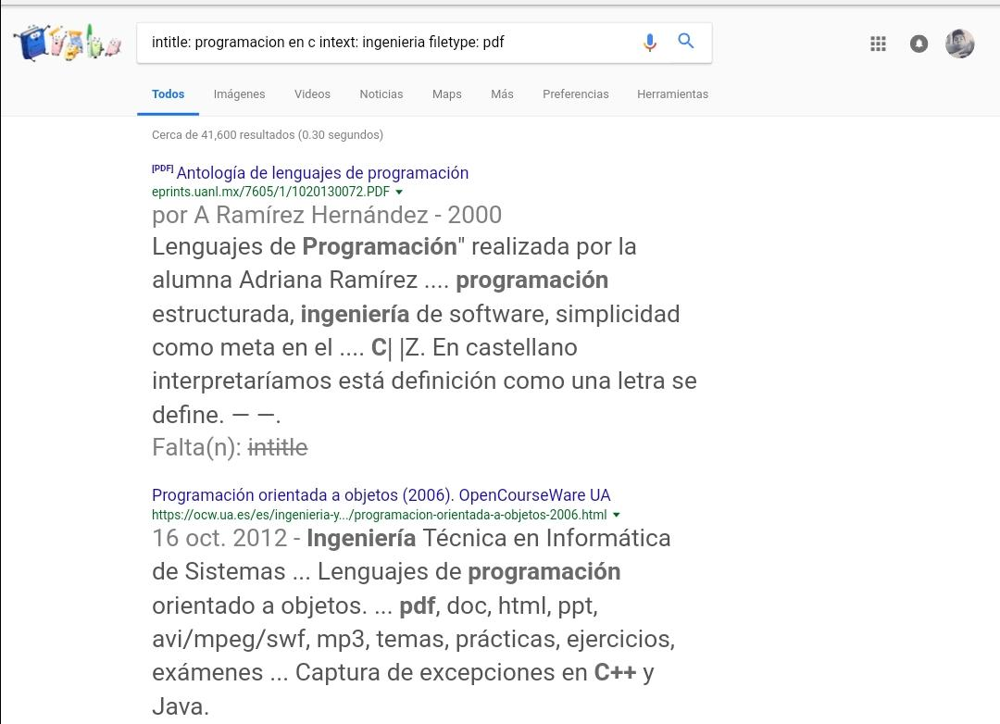 intitle: programacion en c intext: ingenieria filetype: pdf
Todos Imágenes Videos Noticias Maps Más Preferencias Herramientas
Cerca de 41,600 resultados (0.30 segundos)
[PDF] Antología de lenguajes de programación
eprints.uanl.mx/7605/1/1020130072.PDF
por A Ramírez Hernández - 2000
Lenguajes de Programación" realizada por la
alumna Adriana Ramírez .... programación
estructurada, ingeniería de software, simplicidad
como meta en el .... C| |Z. En castellano
interpretaríamos está definición como una letra se
define. — —.
Falta(n): intitle
Programación orientada a objetos (2006). OpenCourseWare UA
https://ocw.ua.es/es/ingenieria-y.../programacion-orientada-a-objetos-2006.html
16 oct. 2012 - Ingeniería Técnica en Informática
de Sistemas ... Lenguajes de programación
orientado a objetos. ... pdf, doc, html, ppt,
avi/mpeg/swf, mp3, temas, prácticas, ejercicios,
exámenes ... Captura de excepciones en C++ y
Java.